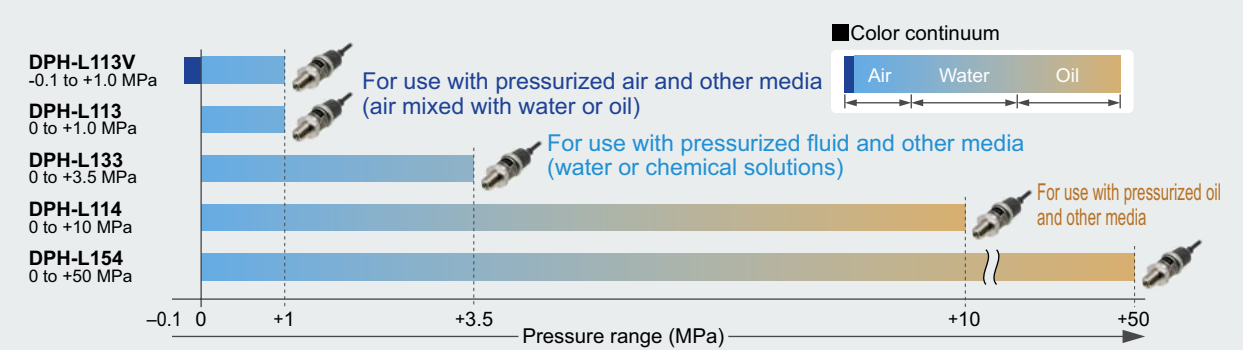 ■Color continuum
Air Water Oil
DPH-L113V
-0.1 to +1.0 MPa
For use with pressurized air and other media
(air mixed with water or oil)
DPH-L113
0 to +1.0 MPa
DPH-L133
0 to +3.5 MPa
For use with pressurized fluid and other media
(water or chemical solutions)
DPH-L114
0 to +10 MPa
For use with pressurized oil
and other media
DPH-L154
0 to +50 MPa
–0.1 0 +1 +3.5 +10 +50
Pressure range (MPa)